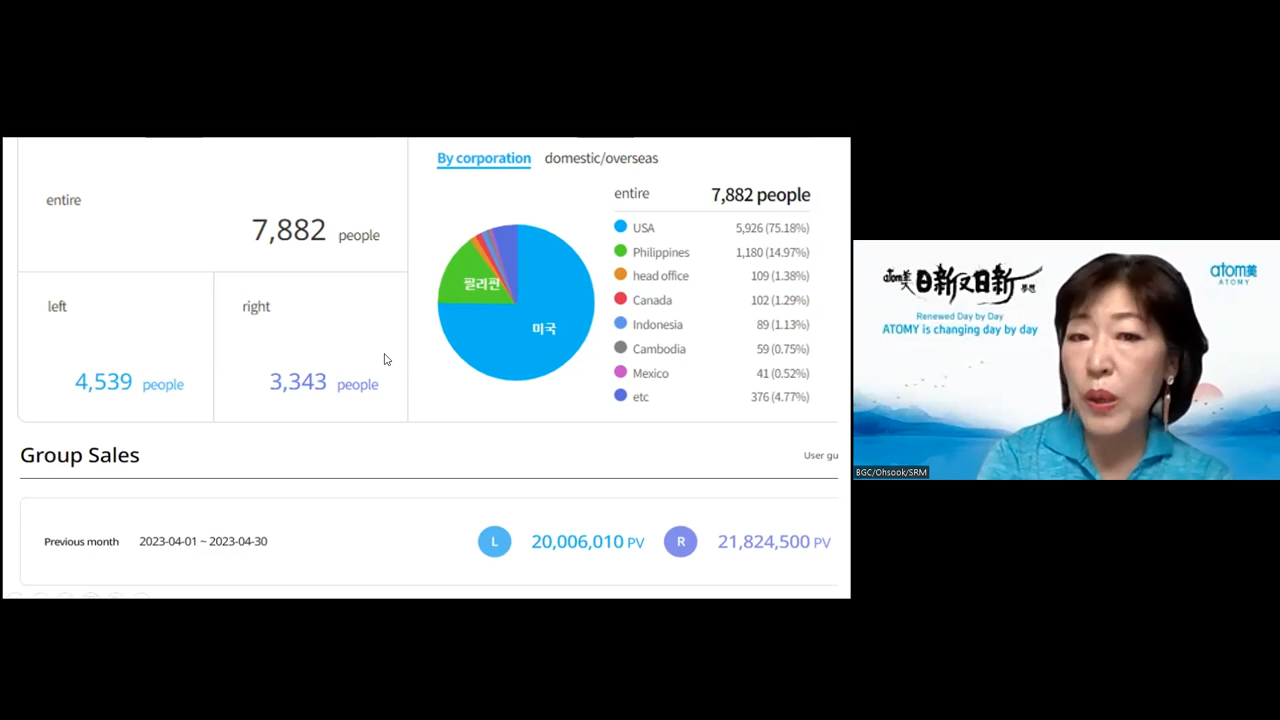 By corporation domestic/overseas
entire
7,882 people
left
4,539 people
right
3,343 people
필리핀
미국
entire 7,882 people
USA 5,926 (75.18%)
Philippines 1,180 (14.97%)
head office 109 (1.38%)
Canada 102 (1.29%)
Indonesia 89 (1.13%)
Cambodia 59 (0.75%)
Mexico 41 (0.52%)
etc 376 (4.77%)
Group Sales
User gu
Previous month 2023-04-01 ~ 2023-04-30 L 20,006,010 PV R 21,824,500 PV
atom美 日新又日新
Renewed Day by Day
ATOMY is changing day by day
atom美
ATOMY
BGC/Ohsook/SRM